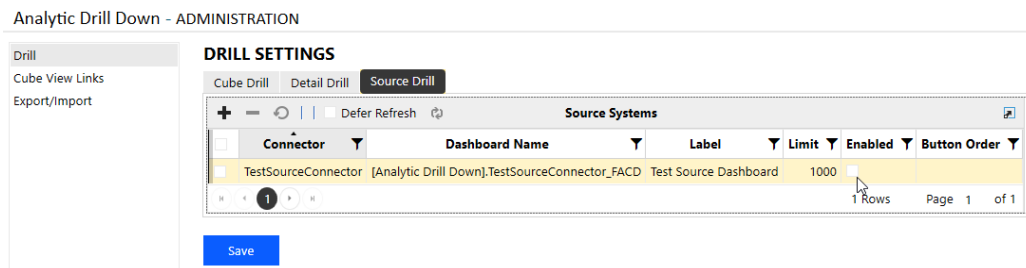 Analytic Drill Down - ADMINISTRATION
Drill
Cube View Links
Export/Import
DRILL SETTINGS
Cube Drill Detail Drill Source Drill
Defer Refresh Source Systems
Connector Dashboard Name Label Limit Enabled Button Order
TestSourceConnector [Analytic Drill Down].TestSourceConnector_FACD Test Source Dashboard 1000
1 1 Rows Page 1 of 1
Save